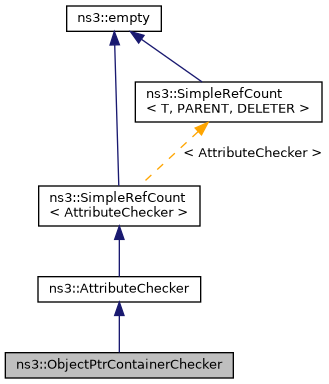 ns3::empty
ns3::SimpleRefCount
< T, PARENT, DELETER >
< AttributeChecker >
ns3::SimpleRefCount
< AttributeChecker >
ns3::AttributeChecker
ns3::ObjectPtrContainerChecker